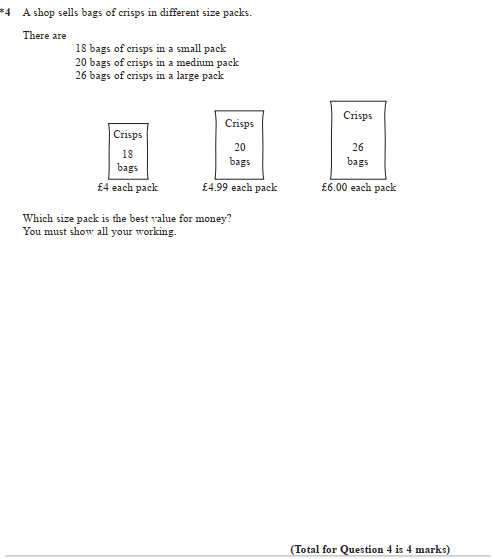 *4 A shop sells bags of crisps in different size packs.
There are
18 bags of crisps in a small pack
20 bags of crisps in a medium pack
26 bags of crisps in a large pack
Crisps
18
bags
£4 each pack
Crisps
20
bags
£4.99 each pack
Crisps
26
bags
£6.00 each pack
Which size pack is the best value for money?
You must show all your working.
(Total for Question 4 is 4 marks)